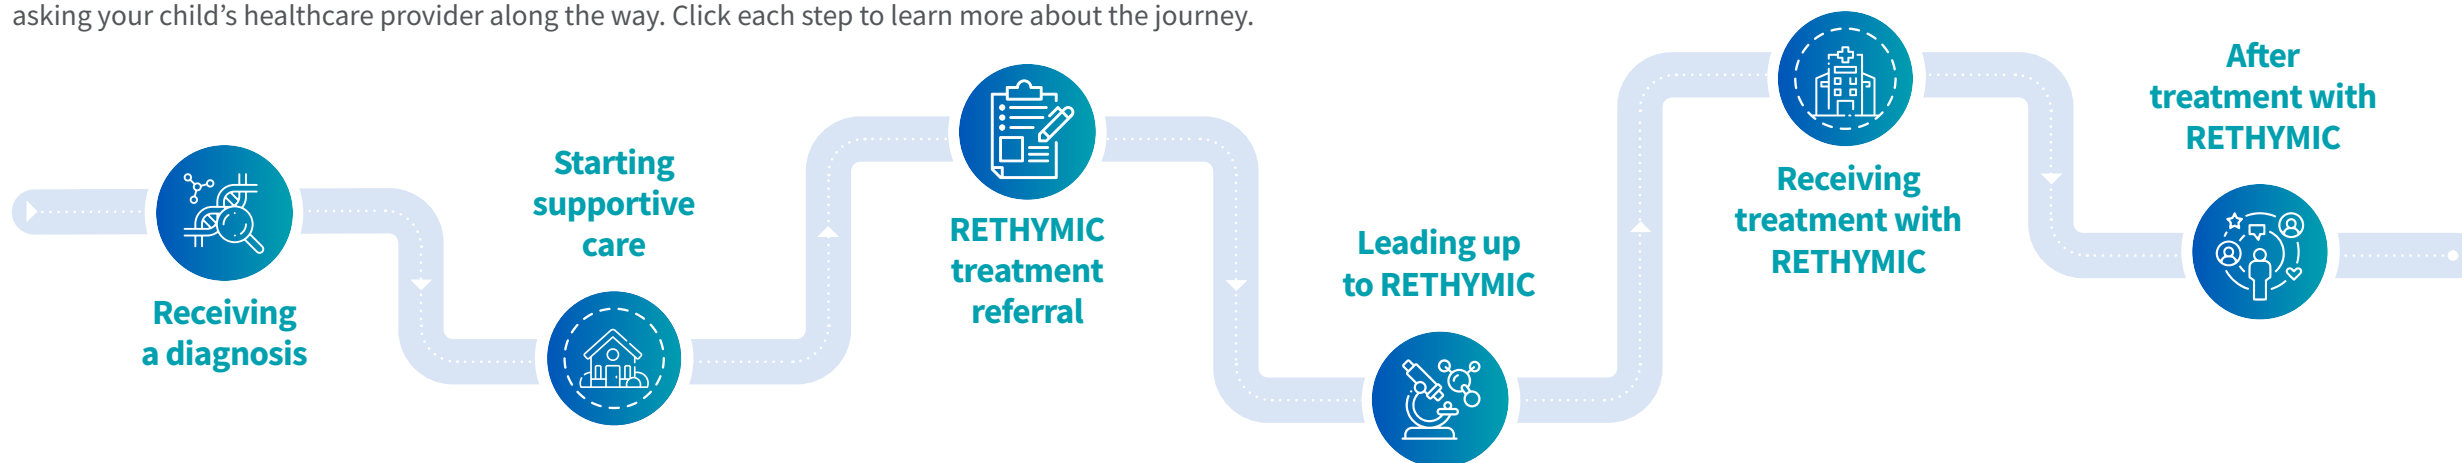 asking your child’s healthcare provider along the way. Click each step to learn more about the journey.
Receiving
a diagnosis
Starting
supportive
care
RETHYMIC
treatment
referral
Leading up
to RETHYMIC
Receiving
treatment with
RETHYMIC
After
treatment with
RETHYMIC